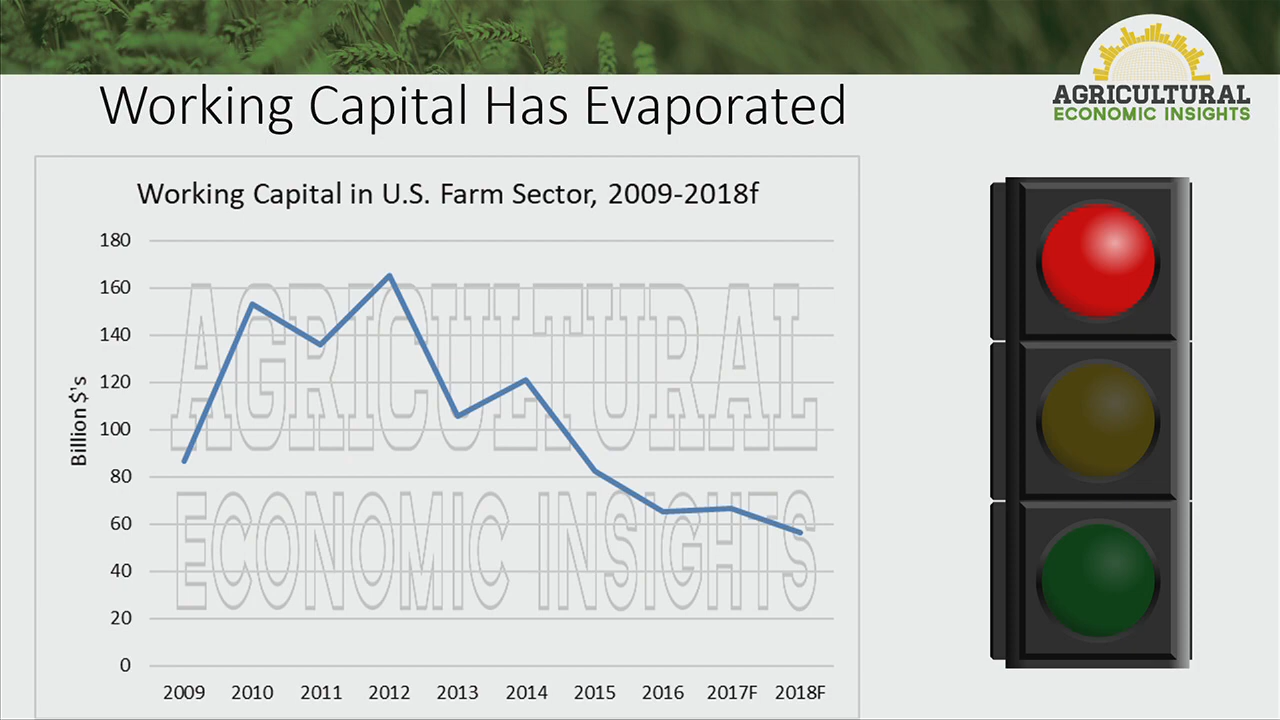 AGRICULTURAL
ECONOMIC INSIGHTS
Working Capital Has Evaporated
Working Capital in U.S. Farm Sector, 2009-2018f
180
160
140
120
100
80
60
40
20
0
Billion $'s
AGRICULTURAL
ECONOMIC INSIGHTS
2009 2010 2011 2012 2013 2014 2015 2016 2017F 2018F